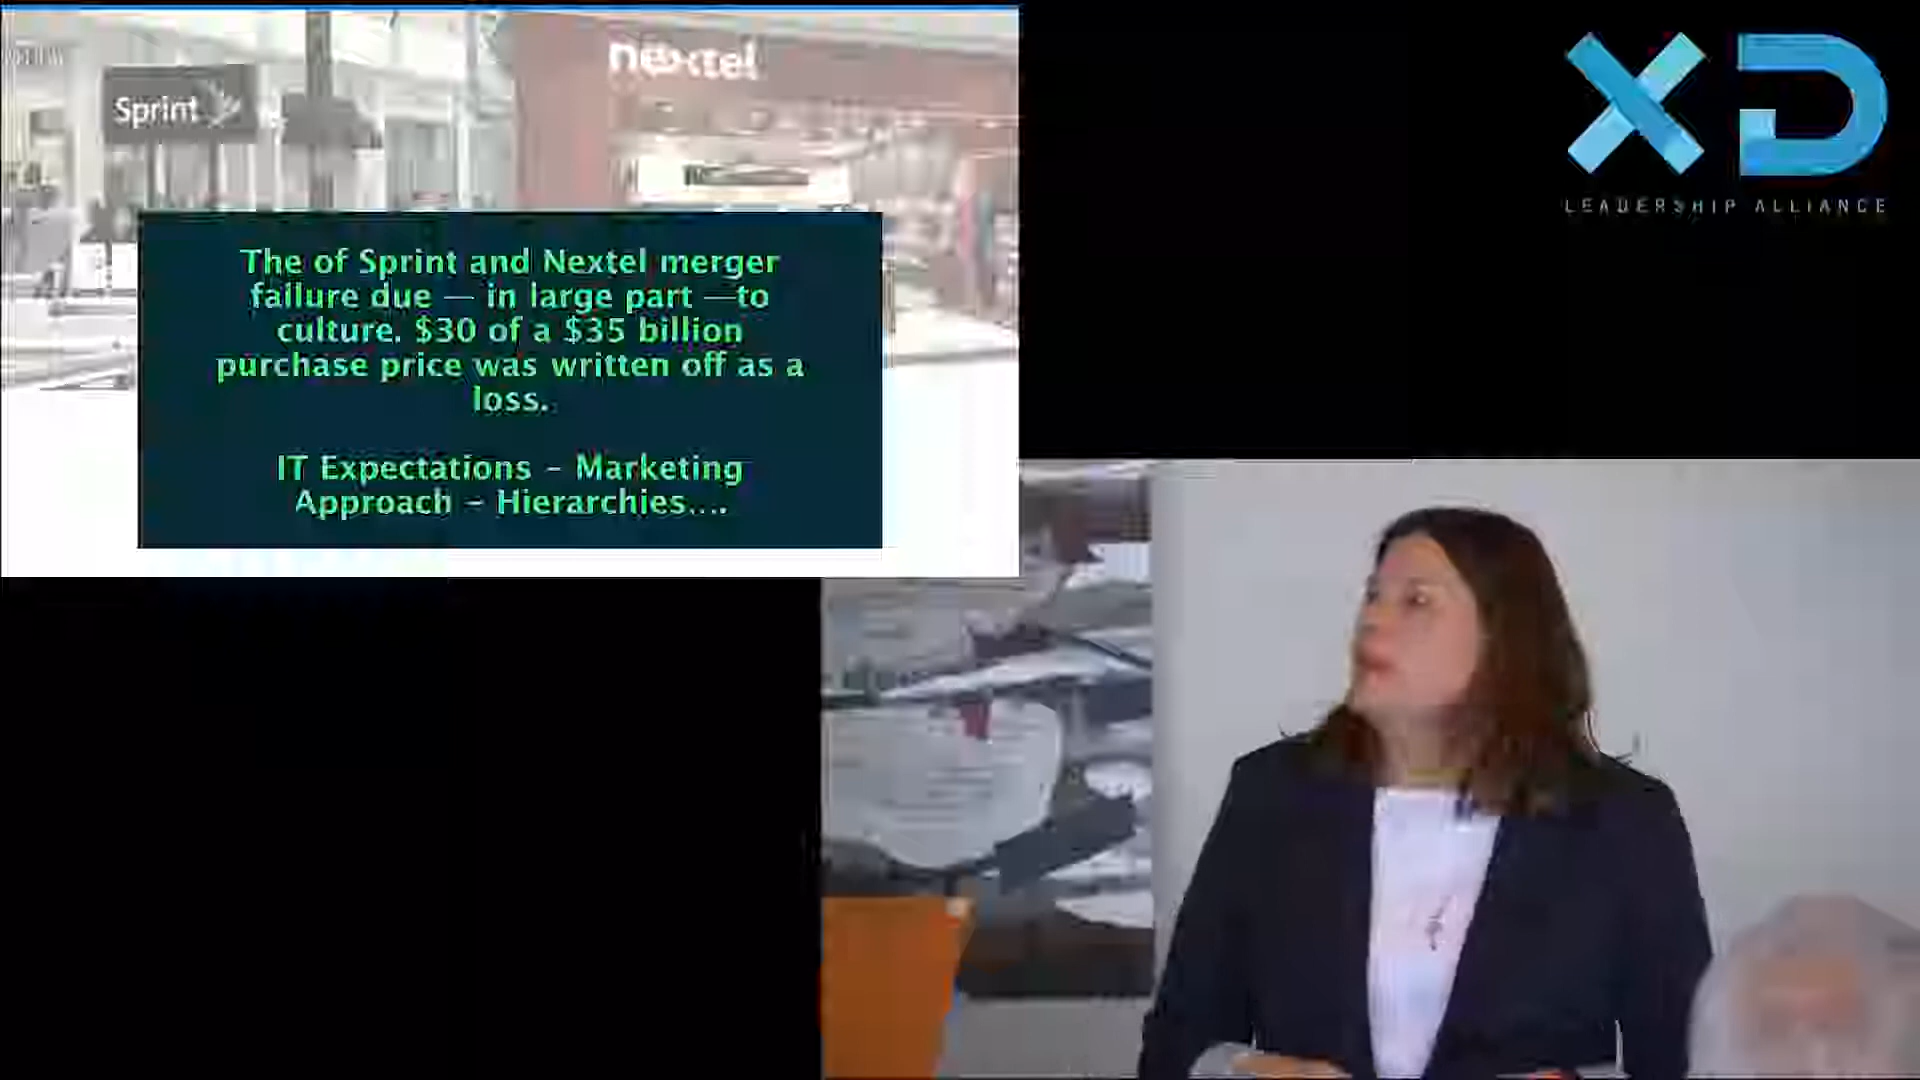 Sprint
nextel
The of Sprint and Nextel merger
failure due — in large part —to
culture. $30 of a $35 billion
purchase price was written off as a
loss.
IT Expectations – Marketing
Approach – Hierarchies....
XD
LEADERSHIP ALLIANCE